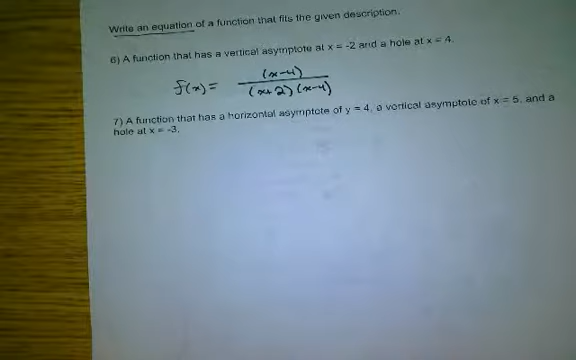 Write an equation of a function that fits the given description.
6) A function that has a vertical asymptote at x = -2 and a hole at x = 4.
(x-4)
f(x) =
(x+2)(x-4)
7) A function that has a horizontal asymptote of y = 4, a vertical asymptote of x = 5, and a
hole at x = -3.